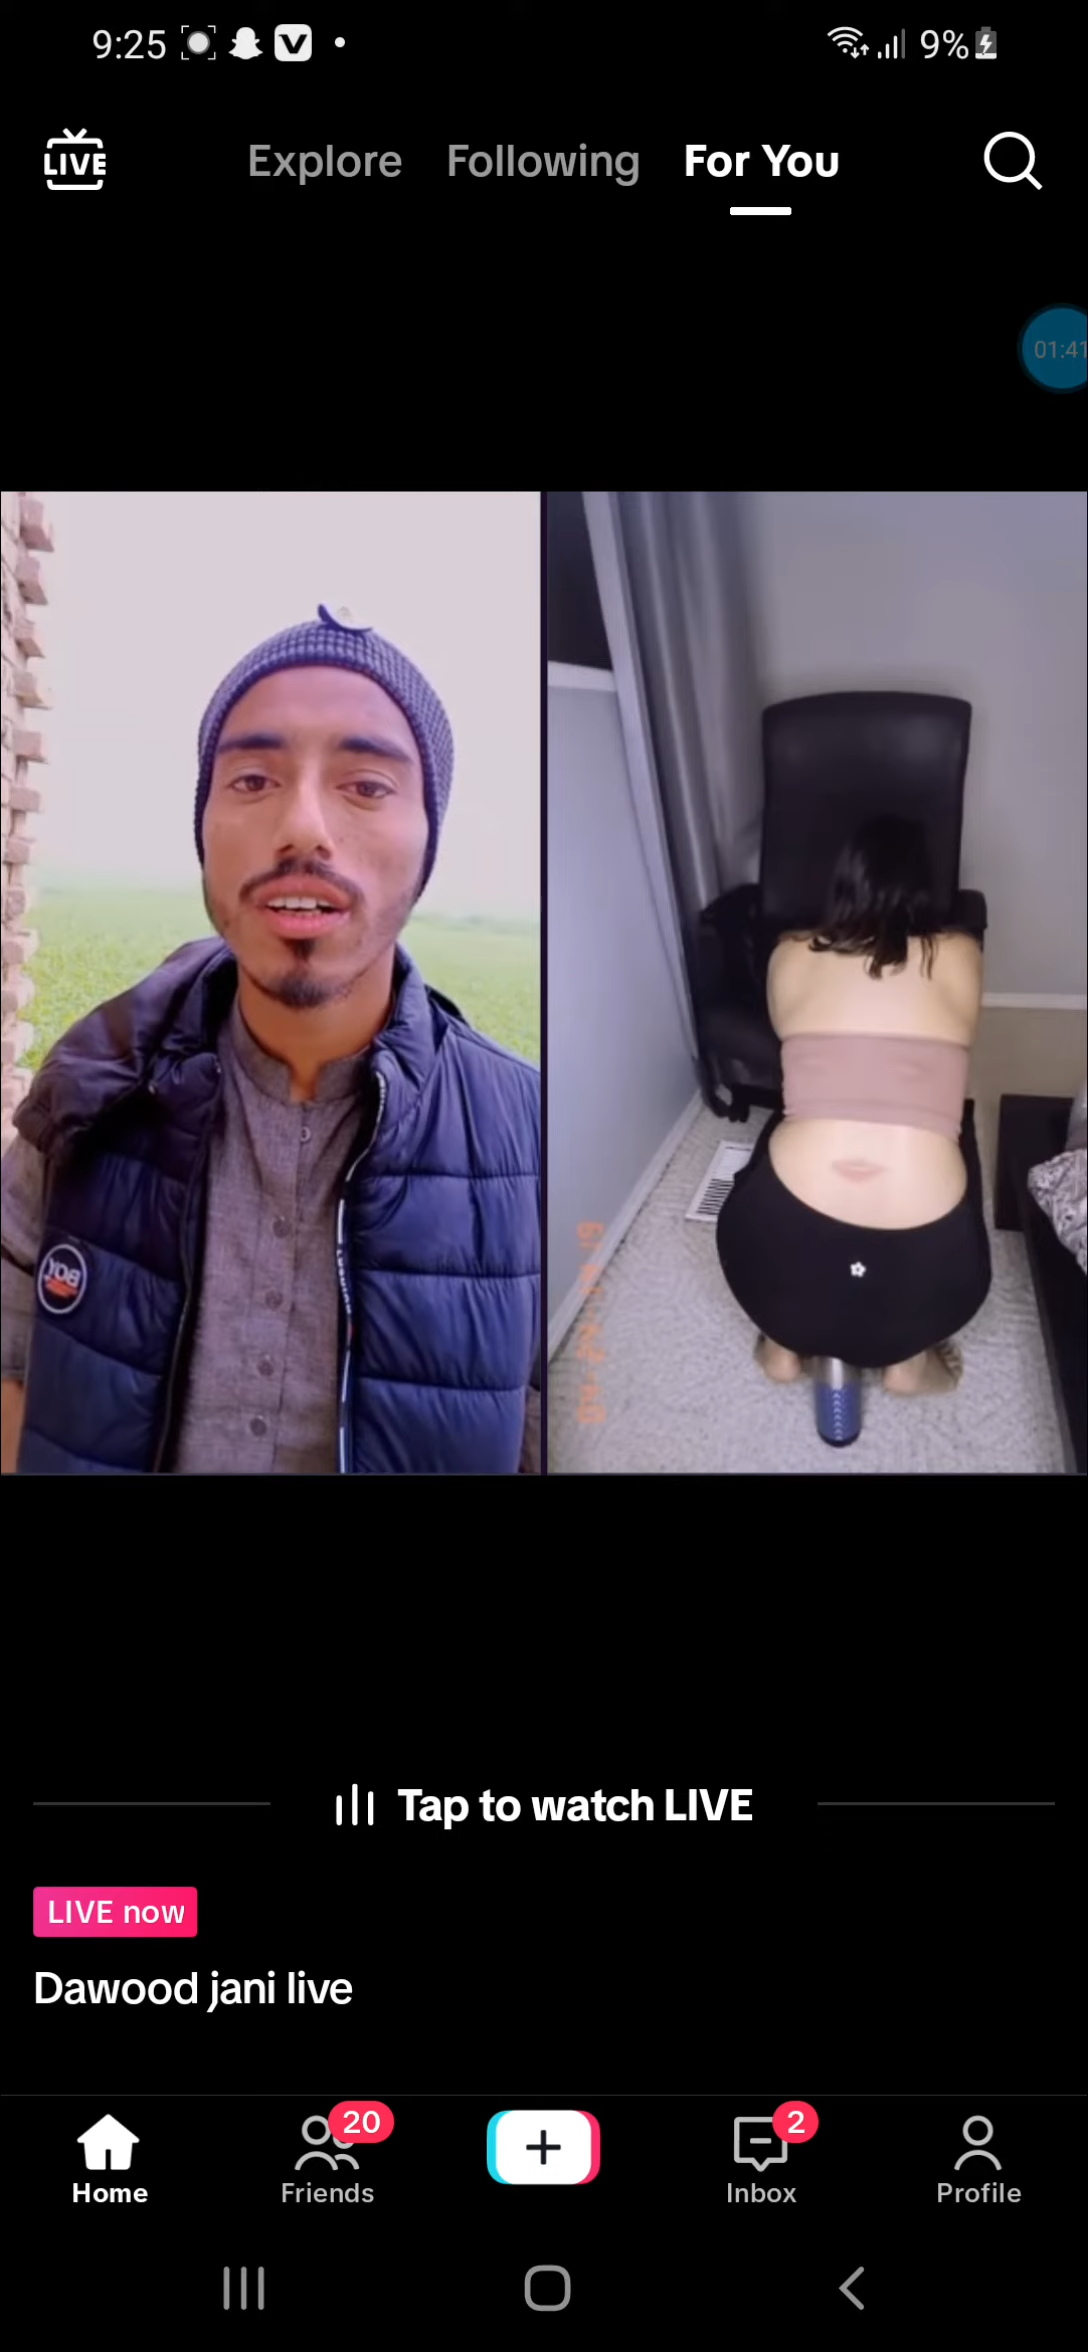 9:25
9%
LIVE
Explore Following For You
01:41
BOY
Tap to watch LIVE
LIVE now
Dawood jani live
20
2
Home
Friends
Inbox
Profile